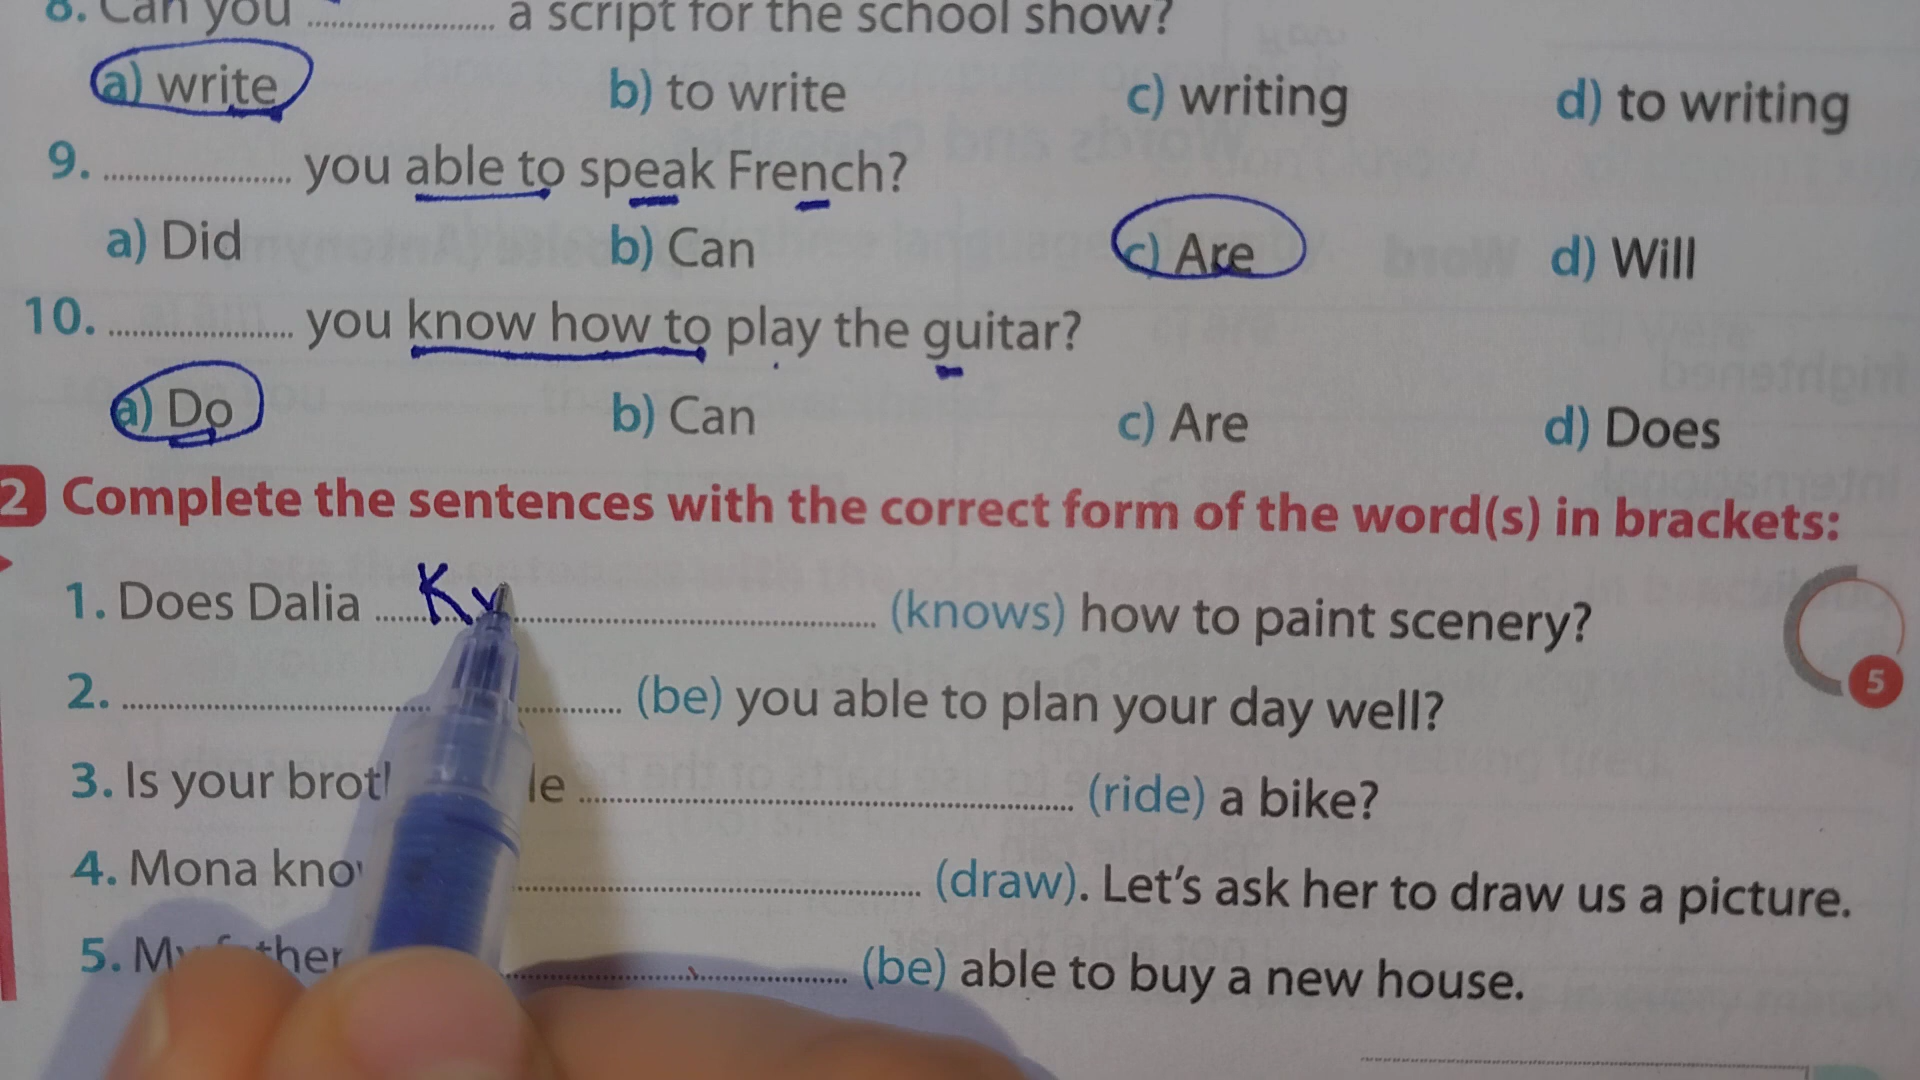 8. Can you .................... a script for the school show?
a) write b) to write c) writing d) to writing
9. .................... you able to speak French?
a) Did b) Can c) Are d) Will
10. .................... you know how to play the guitar?
a) Do b) Can c) Are d) Does
2 Complete the sentences with the correct form of the word(s) in brackets:
1. Does Dalia .................... (knows) how to paint scenery?
2. .................... (be) you able to plan your day well?
3. Is your .................... (ride) a bike?
4. Mona .................... (draw). Let's ask her to draw us a picture.
5. .................... (be) able to buy a new house.
5